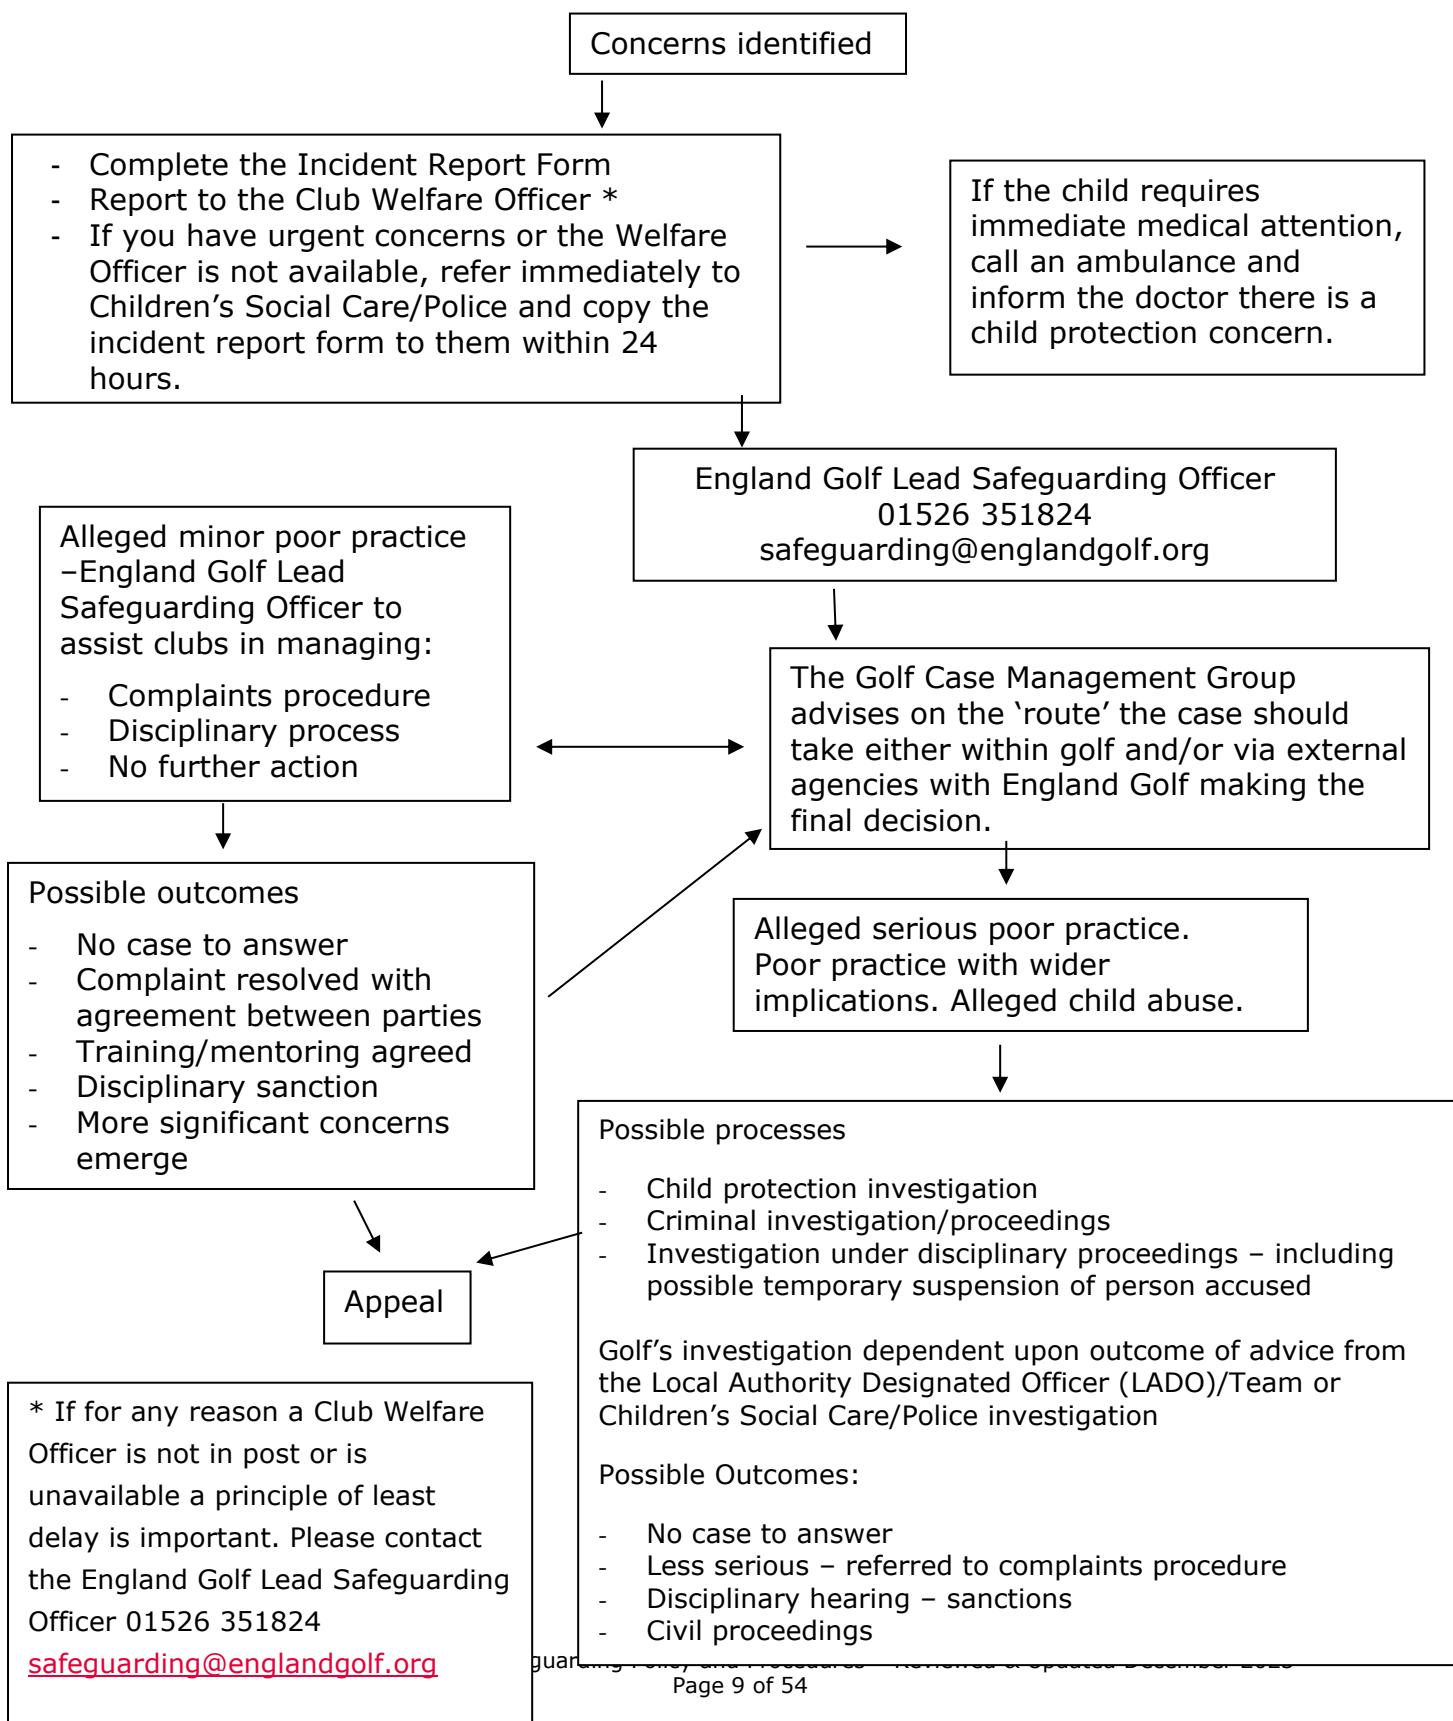 Concerns identified
- Complete the Incident Report Form
- Report to the Club Welfare Officer *
- If you have urgent concerns or the Welfare
Officer is not available, refer immediately to
Children’s Social Care/Police and copy the
incident report form to them within 24
hours.
If the child requires
immediate medical attention,
call an ambulance and
inform the doctor there is a
child protection concern.
England Golf Lead Safeguarding Officer
01526 351824
safeguarding@englandgolf.org
Alleged minor poor practice
–England Golf Lead
Safeguarding Officer to
assist clubs in managing:
- Complaints procedure
- Disciplinary process
- No further action
The Golf Case Management Group
advises on the ‘route’ the case should
take either within golf and/or via external
agencies with England Golf making the
final decision.
Possible outcomes
- No case to answer
- Complaint resolved with
agreement between parties
- Training/mentoring agreed
- Disciplinary sanction
- More significant concerns
emerge
Alleged serious poor practice.
Poor practice with wider
implications. Alleged child abuse.
Possible processes
- Child protection investigation
- Criminal investigation/proceedings
- Investigation under disciplinary proceedings – including
possible temporary suspension of person accused
Golf’s investigation dependent upon outcome of advice from
the Local Authority Designated Officer (LADO)/Team or
Children’s Social Care/Police investigation
Possible Outcomes:
- No case to answer
- Less serious – referred to complaints procedure
- Disciplinary hearing – sanctions
- Civil proceedings
Appeal
* If for any reason a Club Welfare
Officer is not in post or is
unavailable a principle of least
delay is important. Please contact
the England Golf Lead Safeguarding
Officer 01526 351824
safeguarding@englandgolf.org
Policy and Procedures Reviewed & Updated December
Page 9 of 54